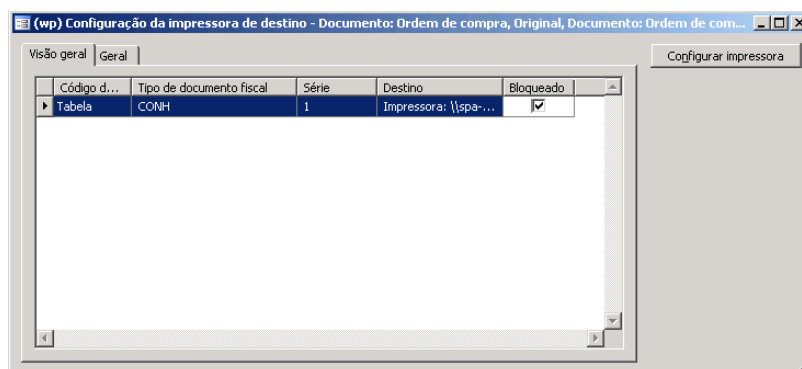 (wp) Configuração da impressora de destino - Documento: Ordem de compra, Original, Documento: Ordem de com...
Visão geral Geral
Configurar impressora
Código d... Tipo de documento fiscal Série Destino Bloqueado
Tabela CONH 1 Impressora: \\spa-...